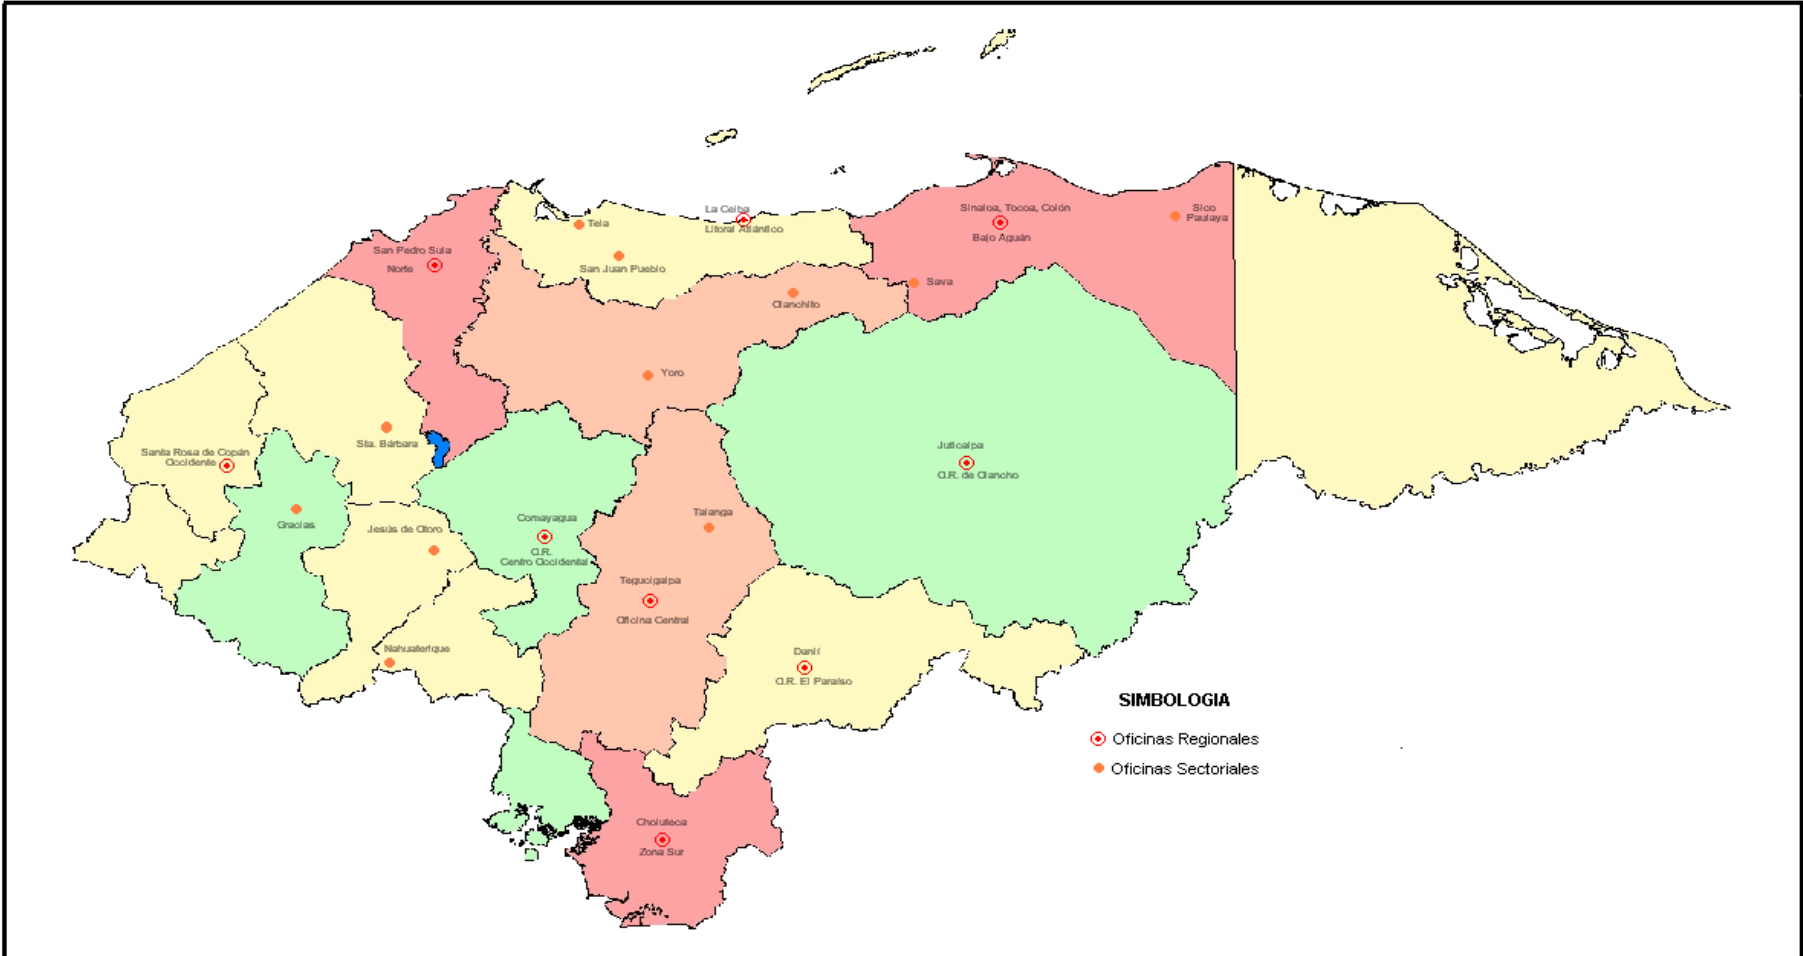 La Ceiba
Litoral Atlántico
Tela
San Juan Pueblo
Sinaloa, Tocoa, Colón
Bajo Aguán
Sico
Paulaya
San Pedro Sula
Norte
Sava
Olanchito
Yoro
Sta. Bárbara
Santa Rosa de Copán
Occidente
Juticalpa
O.R. de Olancho
Gracias
Jesús de Otoro
Comayagua
O.R.
Centro Occidental
Talanga
Tegucigalpa
Oficina Central
Nahuaterique
Danlí
O.R. El Paraíso
SIMBOLOGIA
Oficinas Regionales
Oficinas Sectoriales
Choluteca
Zona Sur